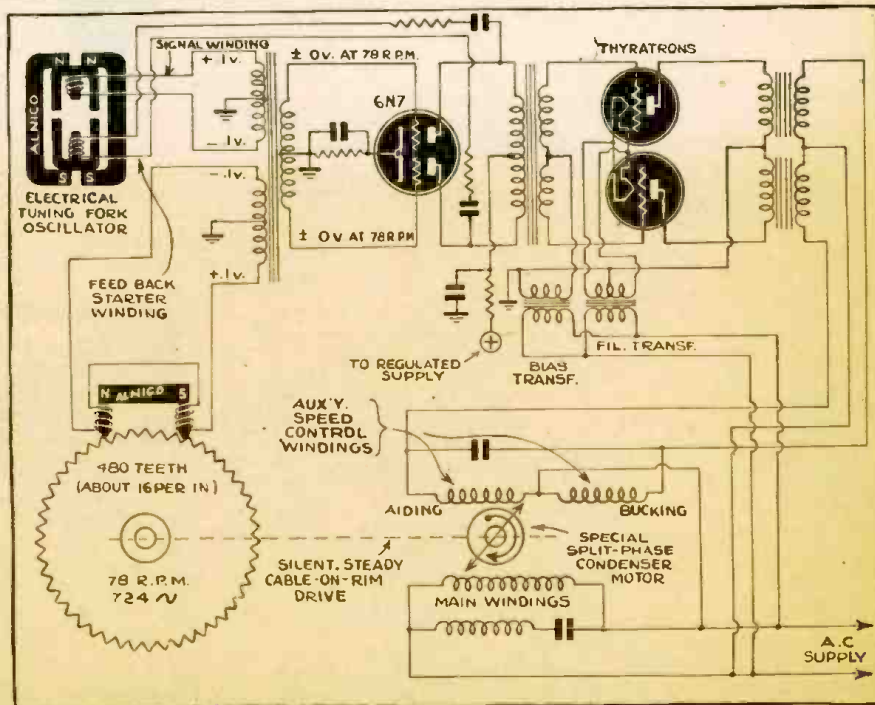 SIGNAL WINDING
+.1v.
-.1v.
-.1v.
+.1v.
N N
ALNICO
S S
ELECTRICAL
TUNING FORK
OSCILLATOR
FEED BACK
STARTER
WINDING
± 0v. AT 78 R.P.M.
6N7
± 0v. AT 78 R.P.M
THYRATRONS
TO REGULATED
SUPPLY
BIAS
TRANSF.
FIL. TRANSF.
N ALNICO S
480 TEETH
(ABOUT 16 PER IN)
78 R.P.M.
724 ∿
SILENT, STEADY
CABLE-ON-RIM
DRIVE
AUX'Y.
SPEED
CONTROL
WINDINGS
AIDING
BUCKING
SPECIAL
SPLIT-PHASE
CONDENSER
MOTOR
MAIN WINDINGS
A.C
SUPPLY